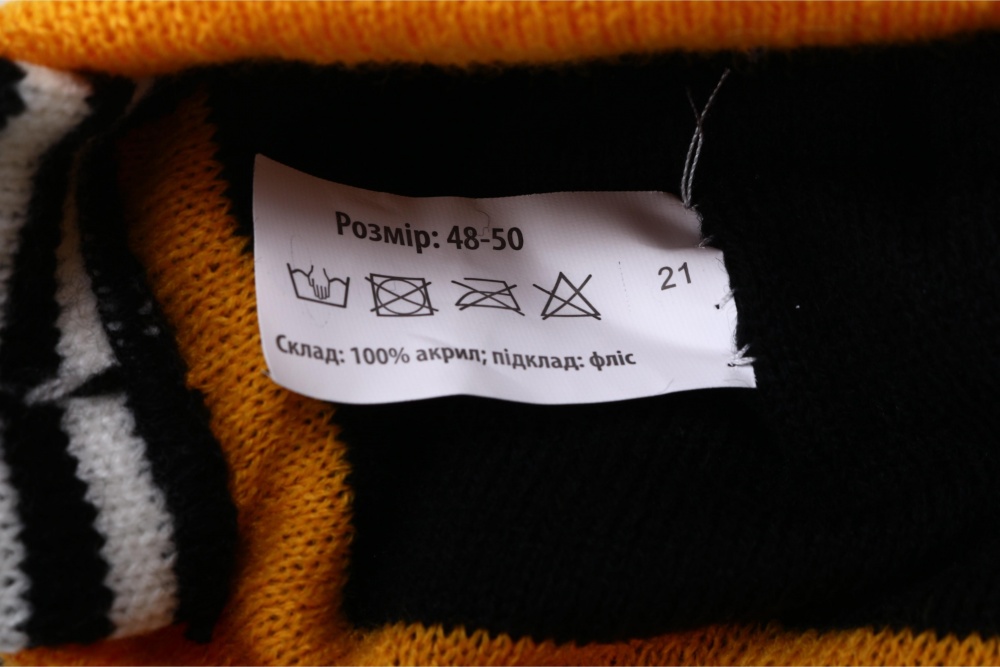 Розмір: 48-50
21
Склад: 100% акрил; підклад: фліс